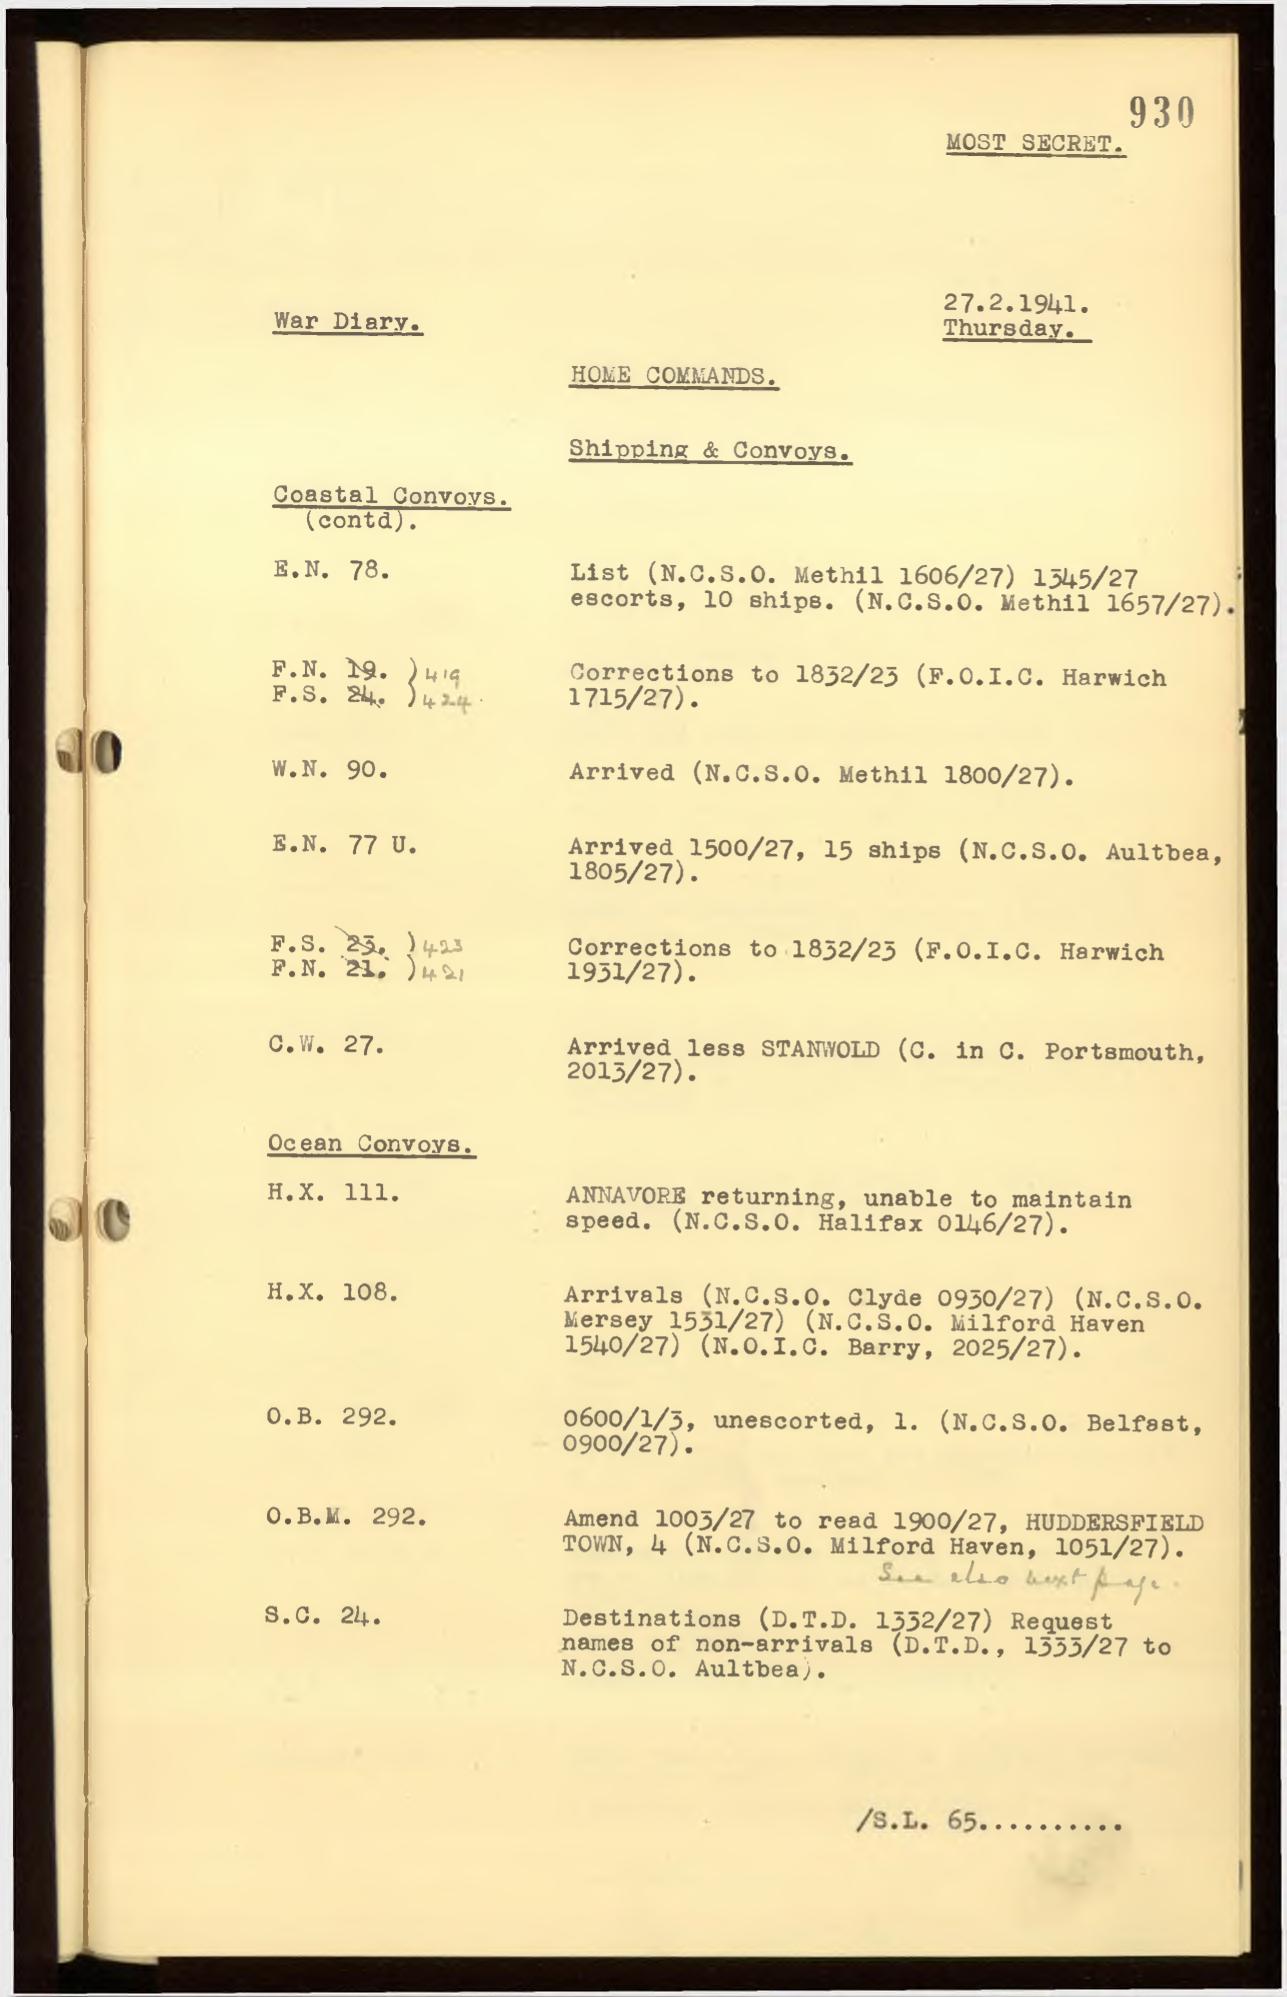 930
MOST SECRET.
War Diary.
27.2.1941.
Thursday.
HOME COMMANDS.
Shipping & Convoys.
Coastal Convoys.
(contd).
E.N. 78.
List (N.C.S.O. Methil 1606/27) 1345/27
escorts, 10 ships. (N.C.S.O. Methil 1657/27).
F.N. 19. ) 419
F.S. 24. ) 424.
Corrections to 1832/23 (F.O.I.C. Harwich
1715/27).
W.N. 90.
Arrived (N.C.S.O. Methil 1800/27).
E.N. 77 U.
Arrived 1500/27, 15 ships (N.C.S.O. Aultbea,
1805/27).
F.S. 23. ) 423
F.N. 21. ) 421
Corrections to 1832/23 (F.O.I.C. Harwich
1931/27).
C.W. 27.
Arrived less STANWOLD (C. in C. Portsmouth,
2013/27).
Ocean Convoys.
H.X. 111.
ANNAVORE returning, unable to maintain
speed. (N.C.S.O. Halifax 0146/27).
H.X. 108.
Arrivals (N.C.S.O. Clyde 0930/27) (N.C.S.O.
Mersey 1531/27) (N.C.S.O. Milford Haven
1540/27) (N.O.I.C. Barry, 2025/27).
O.B. 292.
0600/1/3, unescorted, 1. (N.C.S.O. Belfast,
0900/27).
O.B.M. 292.
Amend 1003/27 to read 1900/27, HUDDERSFIELD
TOWN, 4 (N.C.S.O. Milford Haven, 1051/27).
See also next page.
S.C. 24.
Destinations (D.T.D. 1332/27) Request
names of non-arrivals (D.T.D., 1333/27 to
N.C.S.O. Aultbea).
/S.L. 65..........